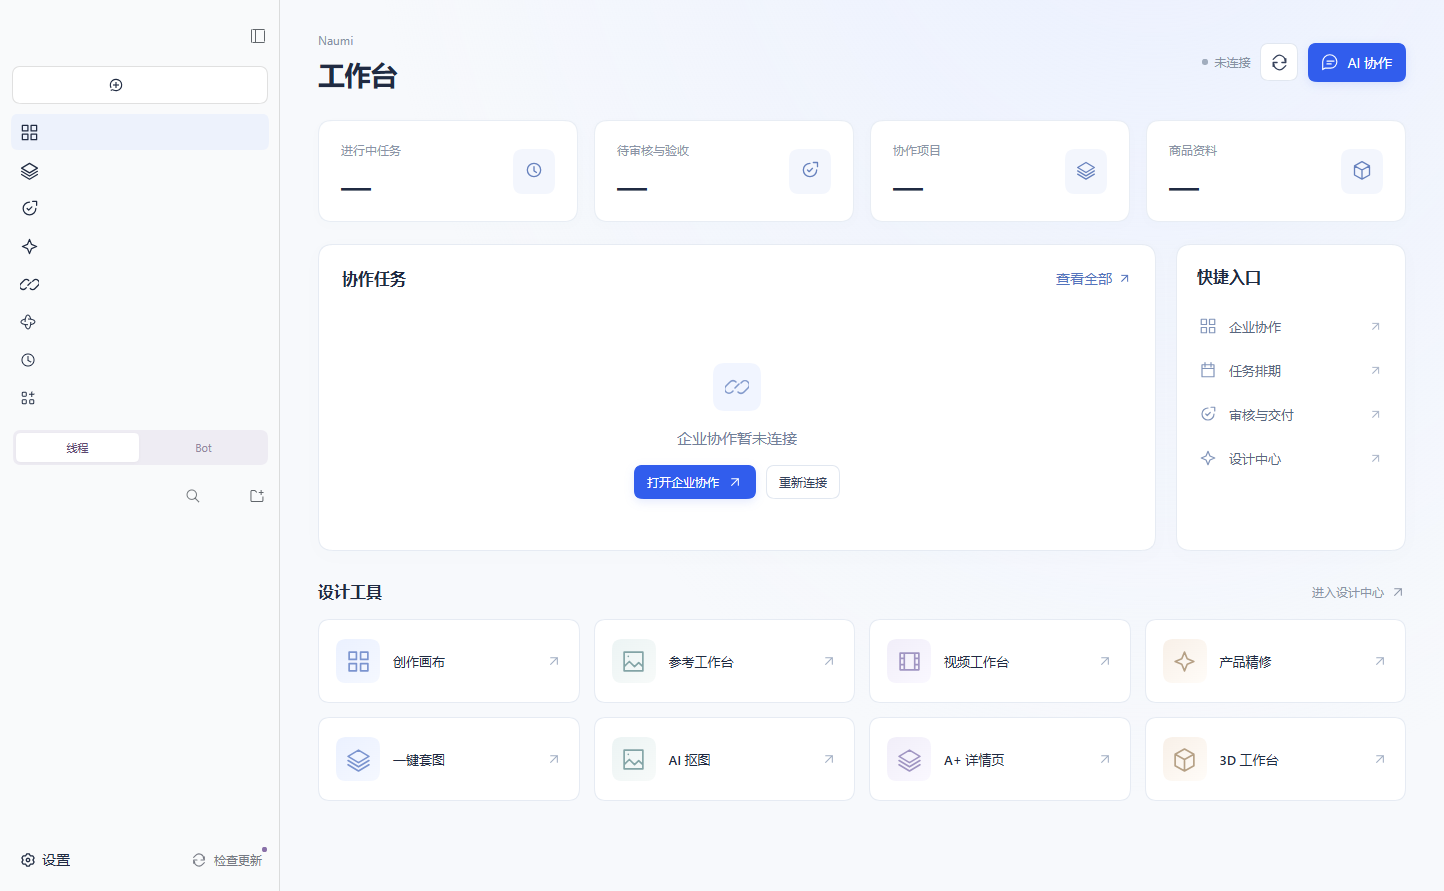 Naumi
工作台
未连接
AI 协作
进行中任务
—
待审核与验收
—
协作项目
—
商品资料
—
线程
Bot
协作任务
查看全部
企业协作暂未连接
打开企业协作
重新连接
快捷入口
企业协作
任务排期
审核与交付
设计中心
设计工具
进入设计中心
创作画布
参考工作台
视频工作台
产品精修
一键套图
AI 抠图
A+ 详情页
3D 工作台
设置
检查更新